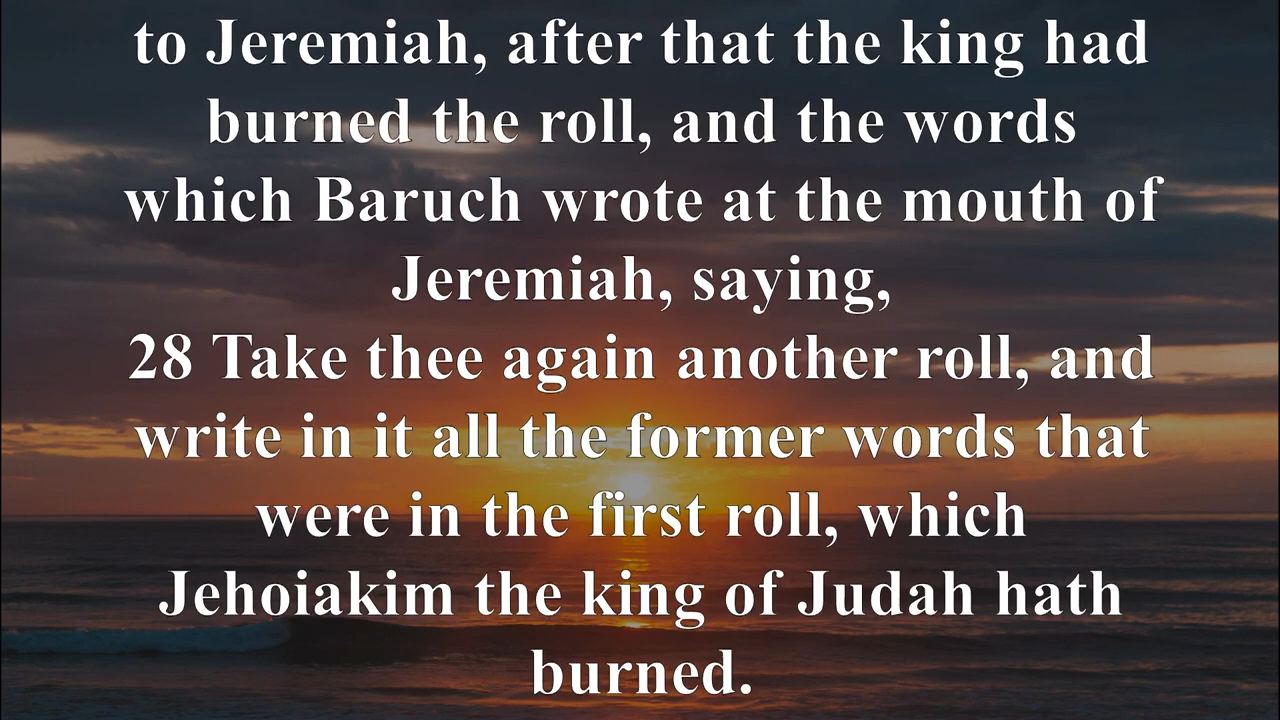 to Jeremiah, after that the king had
burned the roll, and the words
which Baruch wrote at the mouth of
Jeremiah, saying,
28 Take thee again another roll, and
write in it all the former words that
were in the first roll, which
Jehoiakim the king of Judah hath
burned.